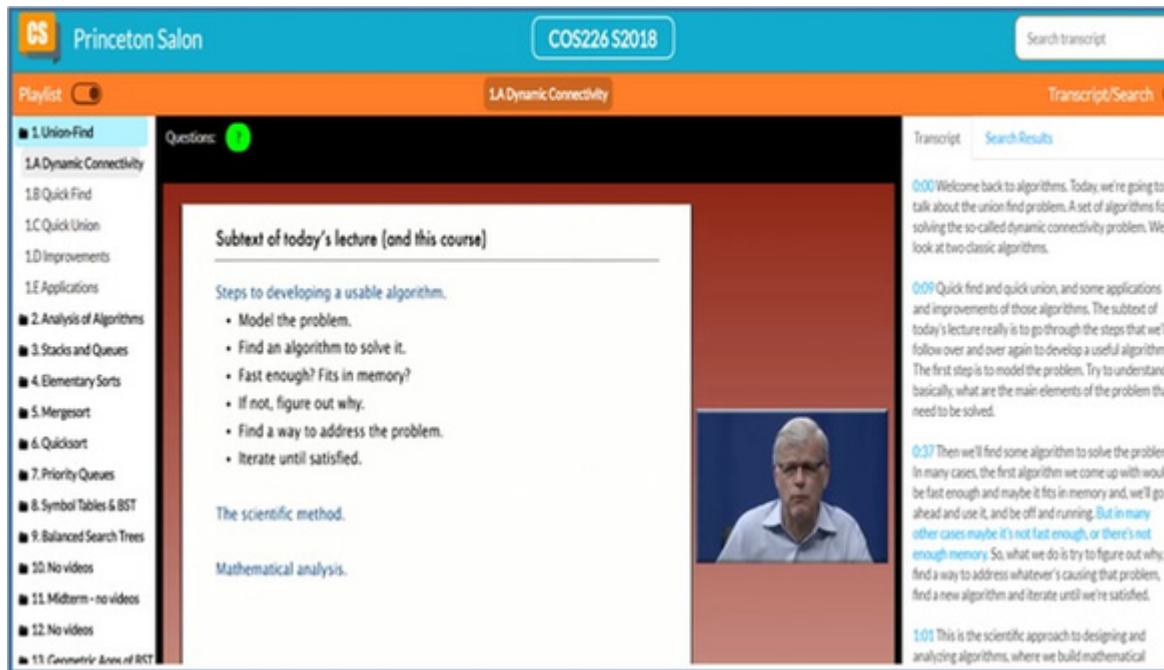 CS
Princeton Salon
COS226 S2018
Search transcript
Playlist
1.A Dynamic Connectivity
Transcript/Search
1. Union-Find
1.A Dynamic Connectivity
1.B Quick Find
1.C Quick Union
1.D Improvements
1.E Applications
2. Analysis of Algorithms
3. Stacks and Queues
4. Elementary Sorts
5. Mergesort
6. Quicksort
7. Priority Queues
8. Symbol Tables & BST
9. Balanced Search Trees
10. No videos
11. Midterm - no videos
12. No videos
13. Geometric Apps of BST
Questions: ?
Subtext of today's lecture (and this course)
Steps to developing a usable algorithm.
• Model the problem.
• Find an algorithm to solve it.
• Fast enough? Fits in memory?
• If not, figure out why.
• Find a way to address the problem.
• Iterate until satisfied.
The scientific method.
Mathematical analysis.
Transcript Search Results
0:00 Welcome back to algorithms. Today, we're going to
talk about the union find problem. A set of algorithms
solving the so-called dynamic connectivity problem.
look at two classic algorithms.
0:09 Quick find and quick union, and some applications
and improvements of those algorithms. The subtext of
today's lecture really is to go through the steps that
follow over and over again to develop a useful
The first step is to model the problem. Try to understand
basically, what are the main elements of the problem
need to be solved.
0:37 Then we'll find some algorithm to solve the
In many cases, the first algorithm we come up with
be fast enough and maybe it fits in memory and, we'll go
ahead and use it, and be off and running. But in many
other cases maybe it's not fast enough, or there's not
enough memory. So, what we do is try to figure out why,
find a way to address whatever's causing that problem,
find a new algorithm and iterate until we're satisfied.
1:01 This is the scientific approach to designing and
analyzing algorithms, where we build mathematical